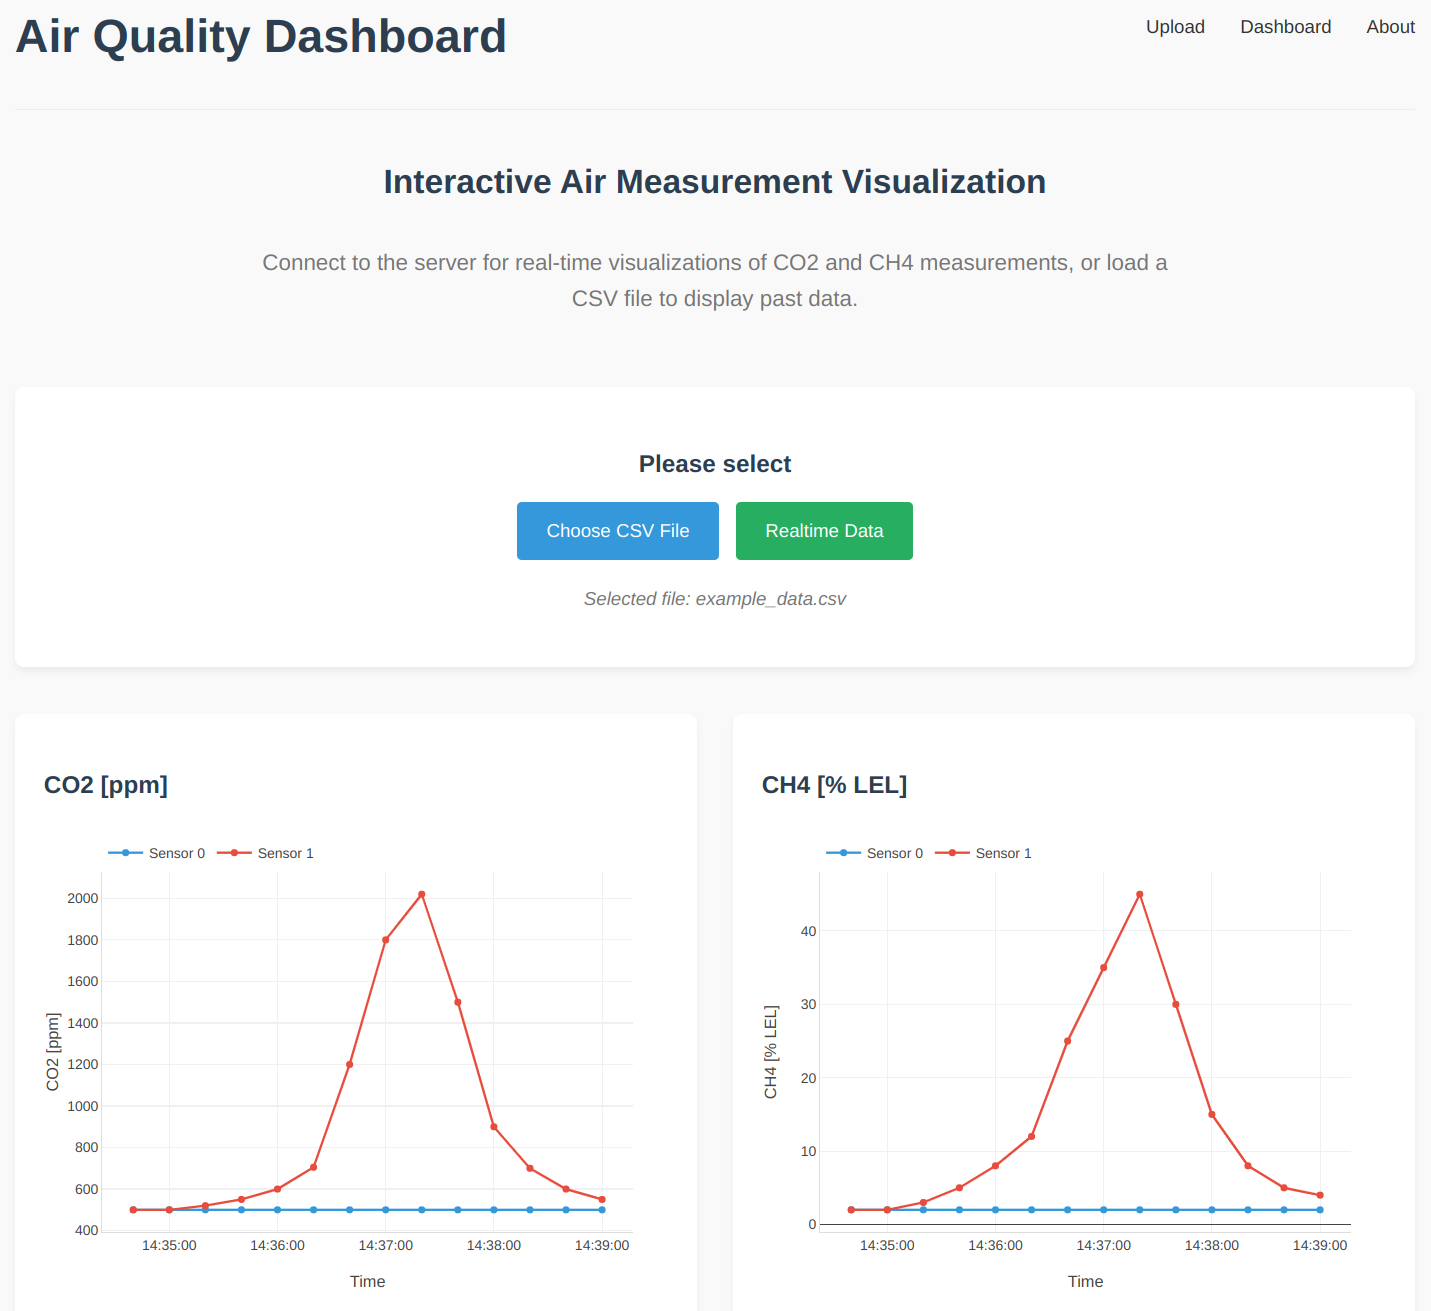 Air Quality Dashboard
Upload Dashboard About
Interactive Air Measurement Visualization
Connect to the server for real-time visualizations of CO2 and CH4 measurements, or load a
CSV file to display past data.
Please select
Choose CSV File Realtime Data
Selected file: example_data.csv
CO2 [ppm]
Sensor 0 Sensor 1
2000
1800
1600
1400
1200
1000
800
600
400
CO2 [ppm]
14:35:00 14:36:00 14:37:00 14:38:00 14:39:00
Time
CH4 [% LEL]
Sensor 0 Sensor 1
40
30
20
10
0
CH4 [% LEL]
14:35:00 14:36:00 14:37:00 14:38:00 14:39:00
Time